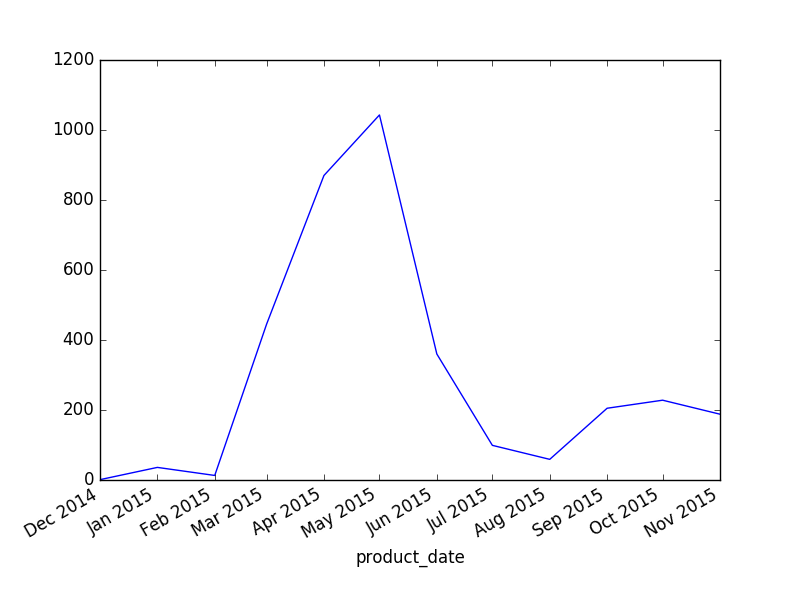 1200
1000
800
600
400
200
0
Dec 2014
Jan 2015
Feb 2015
Mar 2015
Apr 2015
May 2015
Jun 2015
Jul 2015
Aug 2015
Sep 2015
Oct 2015
Nov 2015
product_date